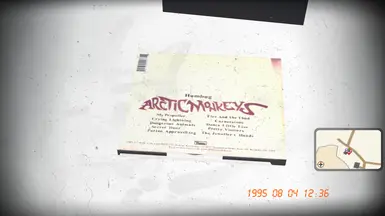 Humbug
ARCTIC MONKEYS
My Propeller
Crying Lightning
Dangerous Animals
Secret Door
Potion Approaching
Fire and the Thud
Cornerstone
Dance Little Liar
Pretty Visitors
The Jeweller's Hands
1995 08 04 12:36